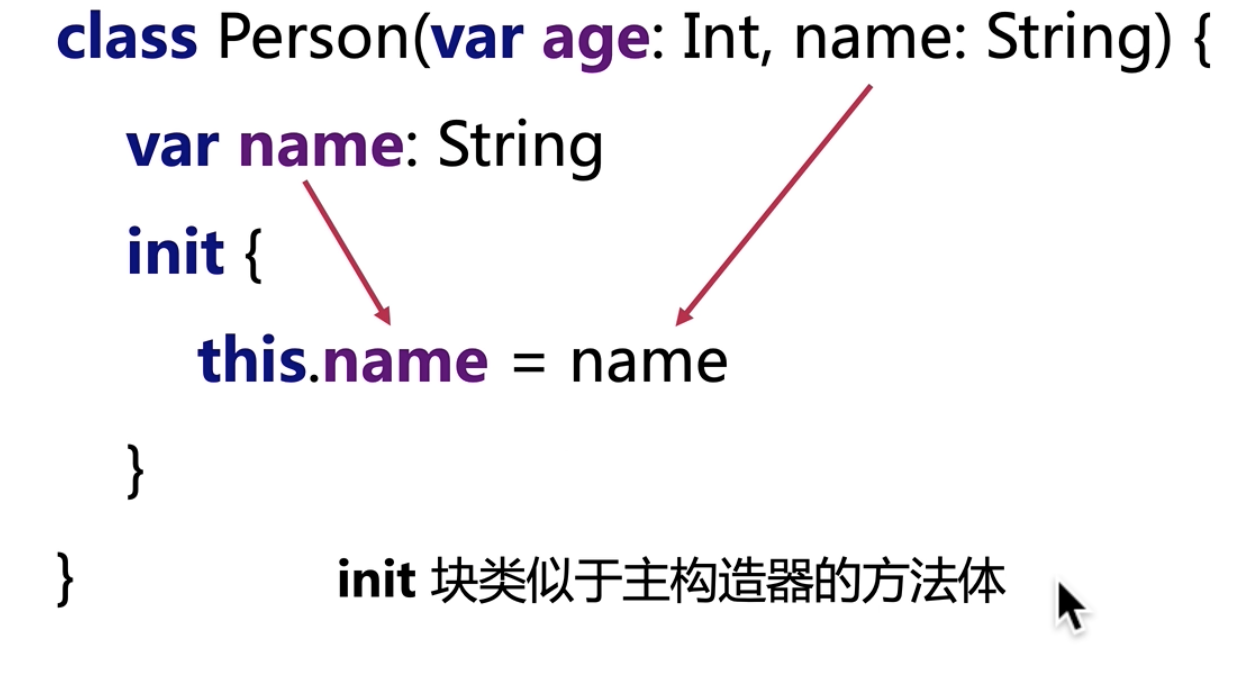 class Person(var age: Int, name: String) {
var name: String
init {
this.name = name
}
}
init 块类似于主构造器的方法体